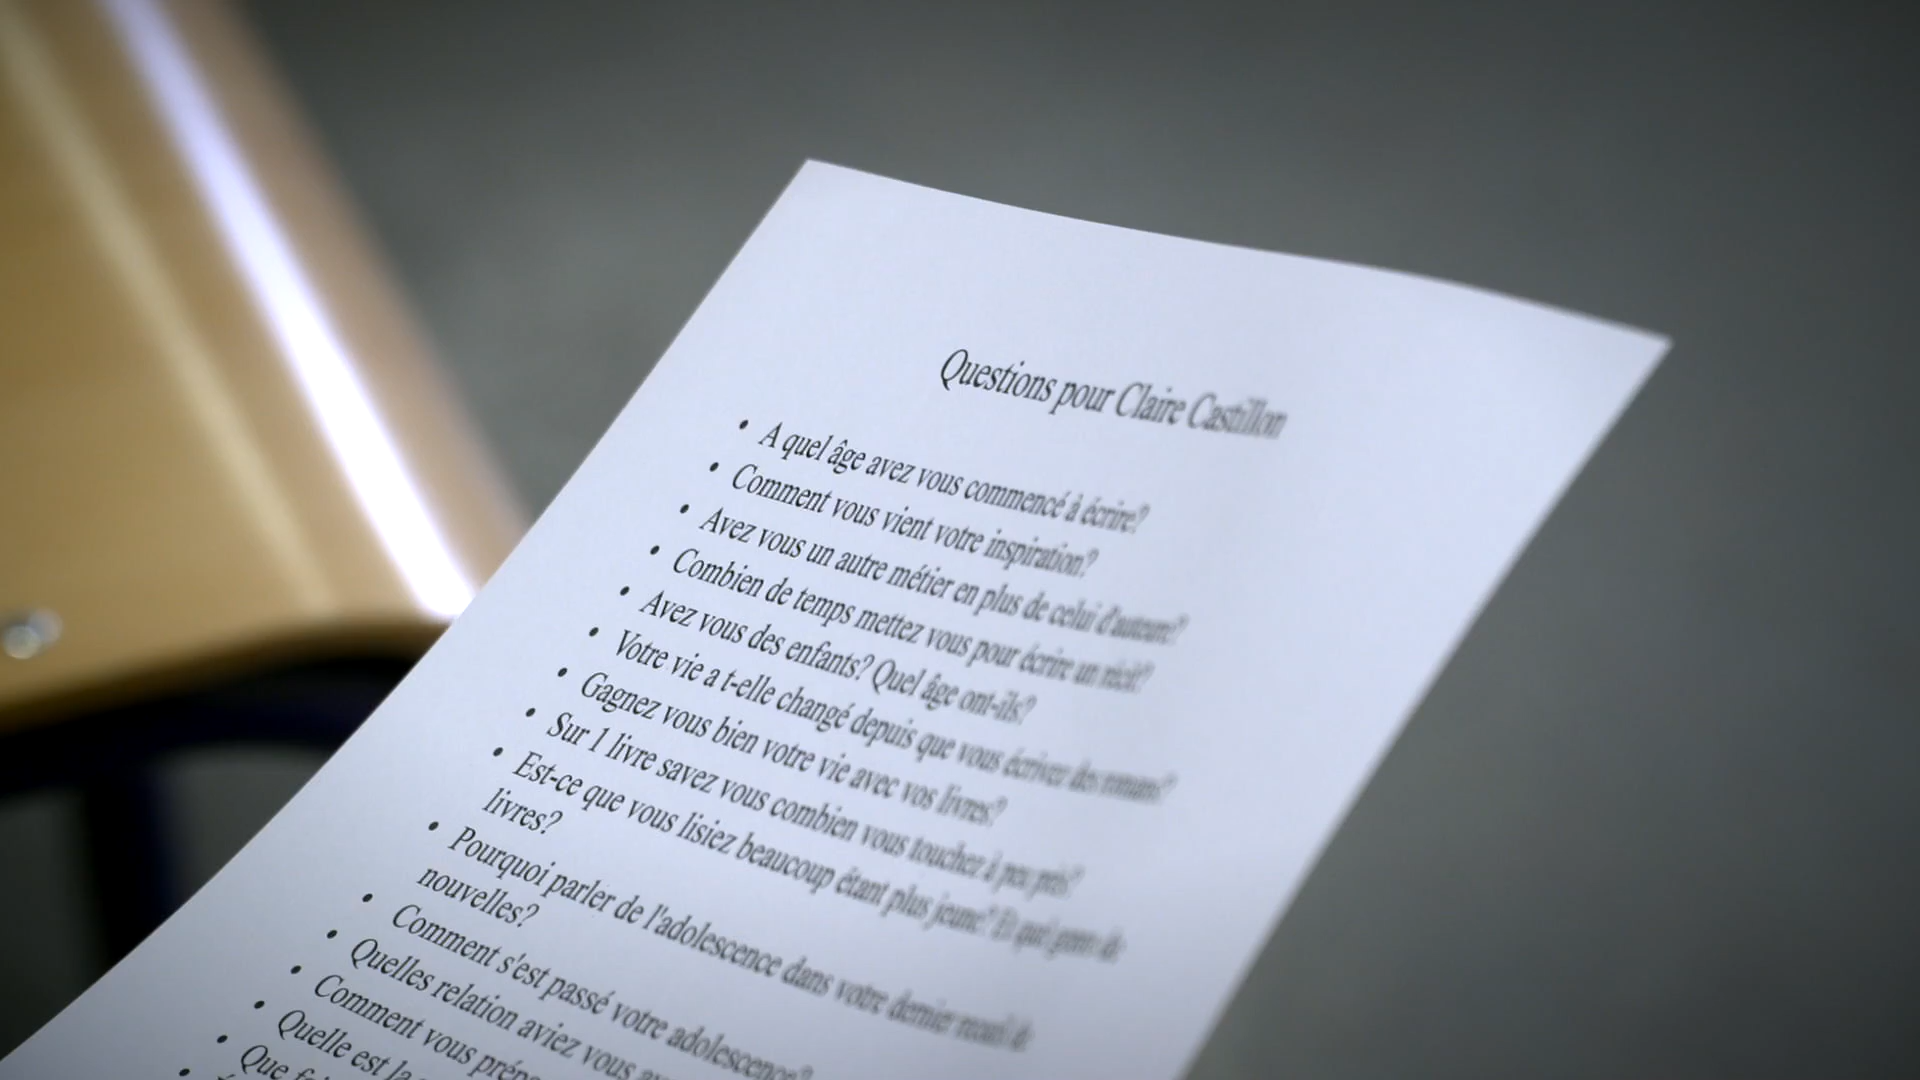 Questions pour Claire Castillon
• A quel âge avez vous commencé à écrire?
• Comment vous vient votre inspiration?
• Avez vous un autre métier en plus de celui d'auteure?
• Combien de temps mettez vous pour écrire un récit?
• Avez vous des enfants? Quel âge ont-ils?
• Votre vie a t-elle changé depuis que vous écrivez des romans?
• Gagnez vous bien votre vie avec vos livres?
• Sur 1 livre savez vous combien vous touchez à peu près?
• Est-ce que vous lisiez beaucoup étant plus jeune? Et quel genre de
livres?
• Pourquoi parler de l'adolescence dans votre dernier recueil de
nouvelles?
• Comment s'est passé votre adolescence?
• Quelles relation aviez vous
• Comment vous
• Quelle est la
• Que